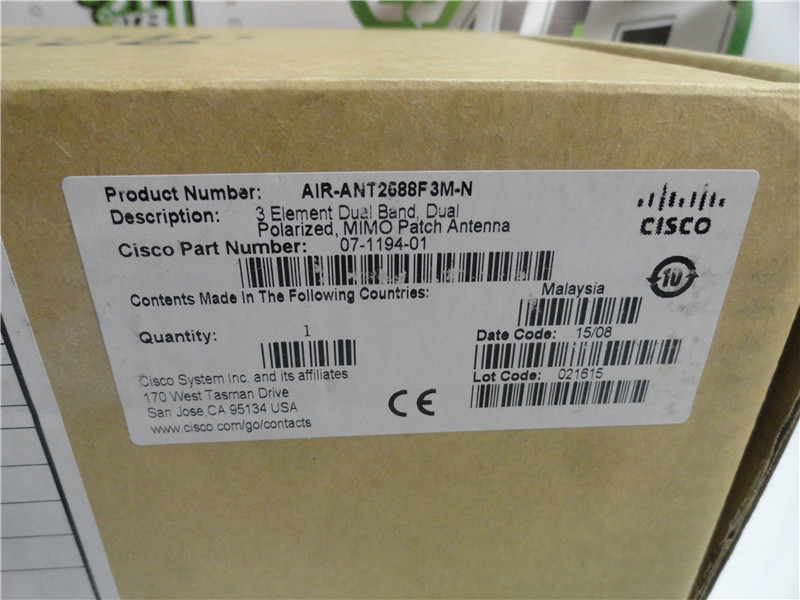 Product Number: AIR-ANT2588P3M-N
Description: 3 Element Dual Band, Dual
Polarized, MIMO Patch Antenna
CISCO
Cisco Part Number: 07-1194-01
10
Contents Made In The Following Countries: Malaysia
Quantity: 1
Date Code: 15/08
Lot Code: 021615
Cisco System Inc. and its affiliates
170 West Tasman Drive
San Jose,CA 95134 USA
www.cisco.com/go/contacts
CE